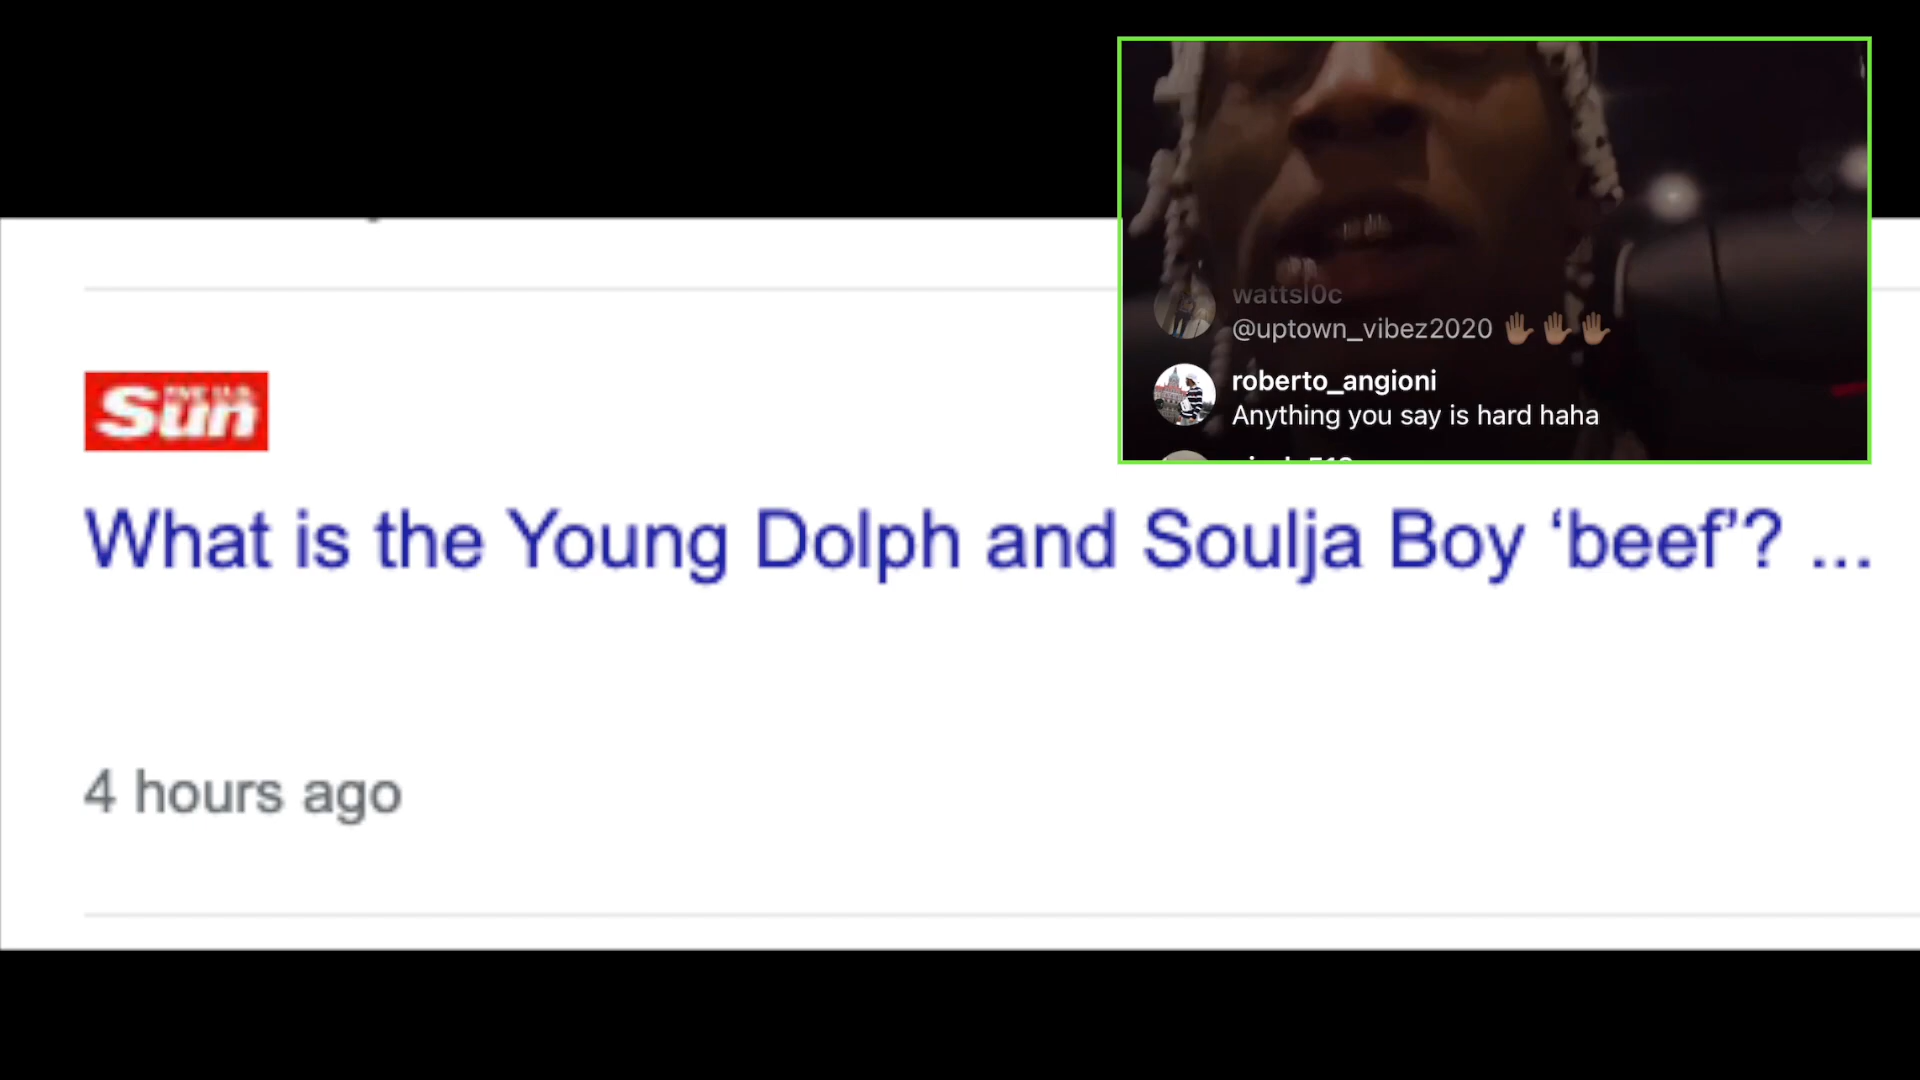 wattsl0c
@uptown_vibez2020 🤚🏽🤚🏽🤚🏽
roberto_angioni
Anything you say is hard haha
Sun
What is the Young Dolph and Soulja Boy ‘beef’? ...
4 hours ago